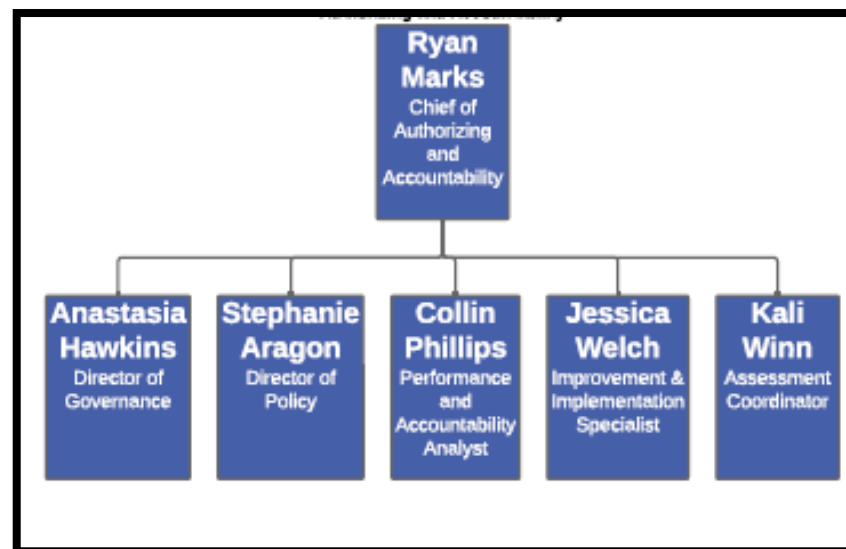 Ryan
Marks
Chief of
Authorizing
and
Accountability
Anastasia
Hawkins
Director of
Governance
Stephanie
Aragon
Director of
Policy
Collin
Phillips
Performance
and
Accountability
Analyst
Jessica
Welch
Improvement &
Implementation
Specialist
Kali
Winn
Assessment
Coordinator